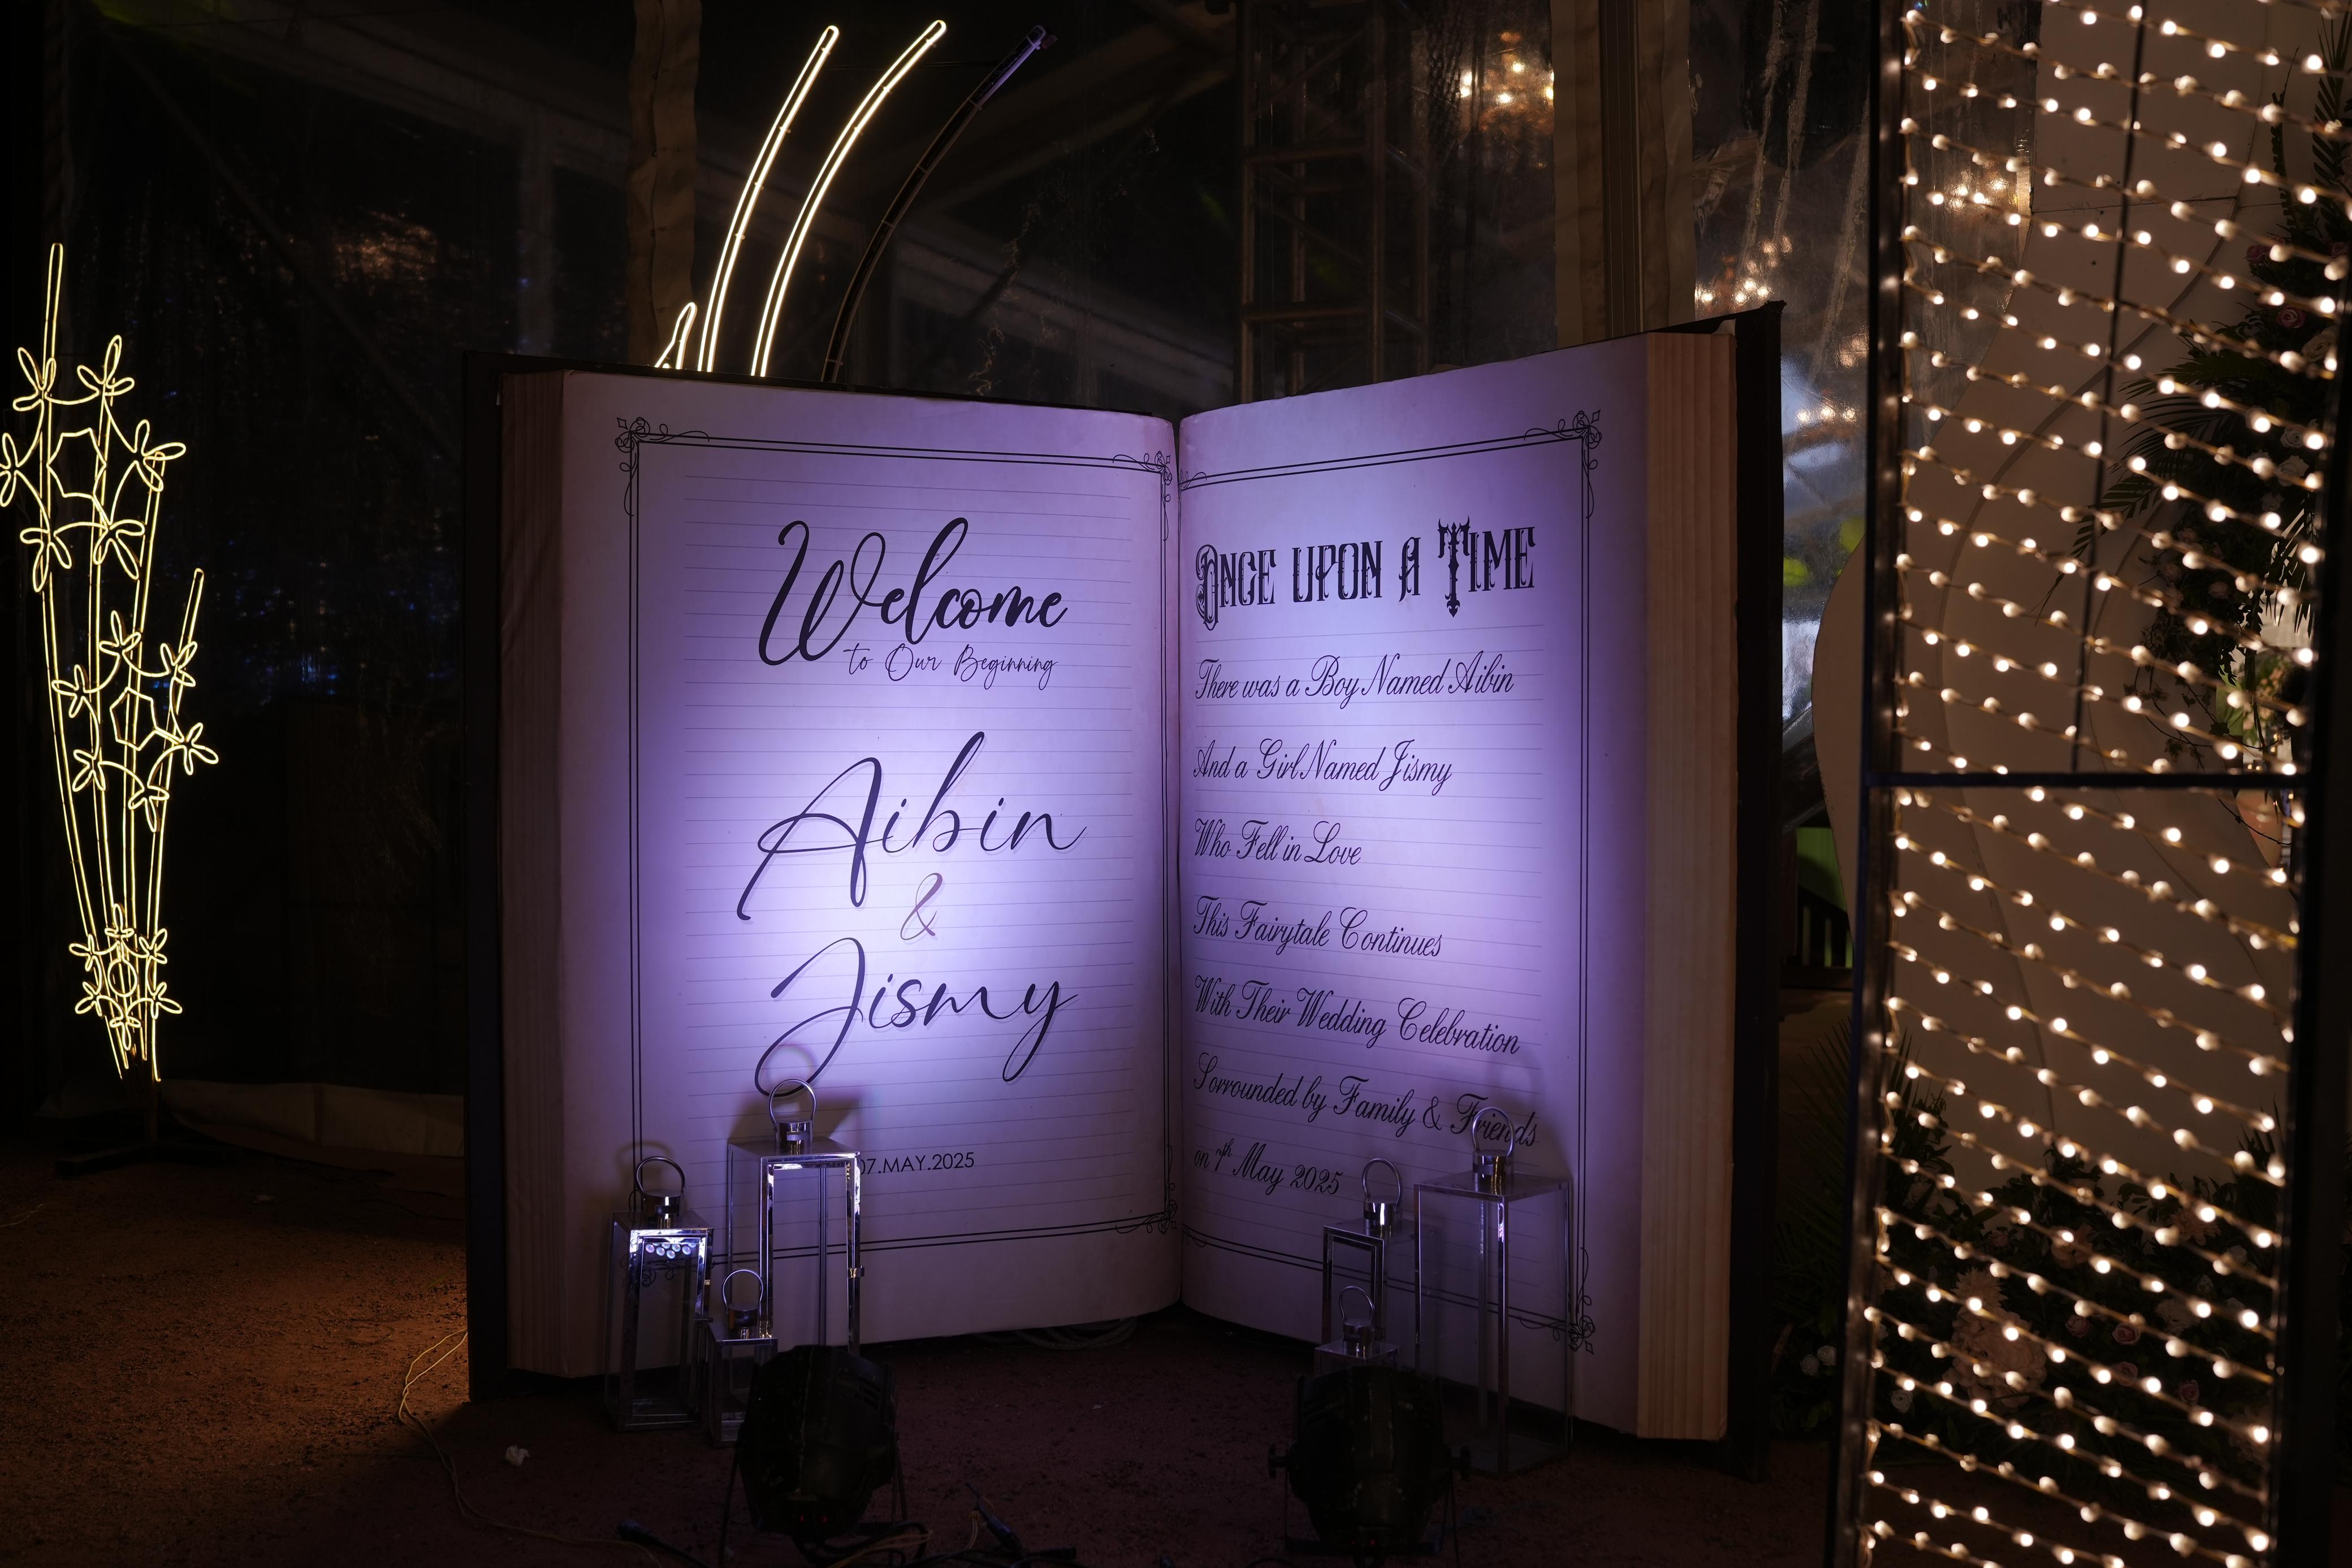 Welcome
to Our Beginning
Aibin
&
Jismy
07.MAY.2025
Once upon a Time
There was a Boy Named Aibin
And a Girl Named Jismy
Who Fell in Love
This Fairytale Continues
With Their Wedding Celebration
Sorrounded by Family & Friends
on 7th May 2025